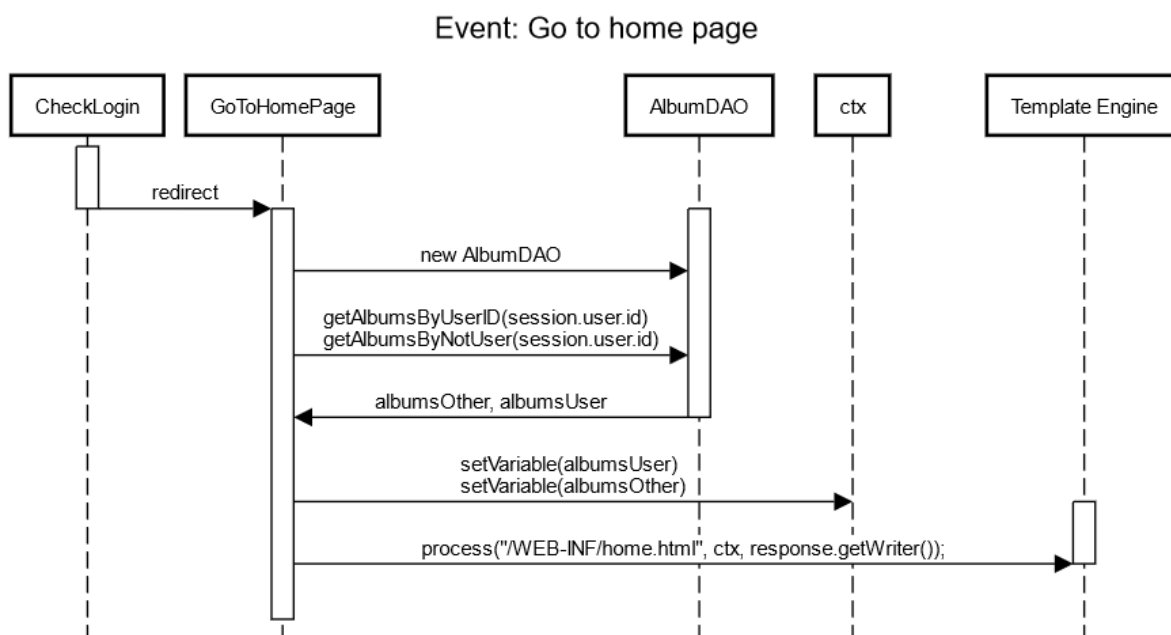 Event: Go to home page
CheckLogin
GoToHomePage
AlbumDAO
ctx
Template Engine
redirect
new AlbumDAO
getAlbumsByUserID(session.user.id)
getAlbumsByNotUser(session.user.id)
albumsOther, albumsUser
setVariable(albumsUser)
setVariable(albumsOther)
process("/WEB-INF/home.html", ctx, response.getWriter());